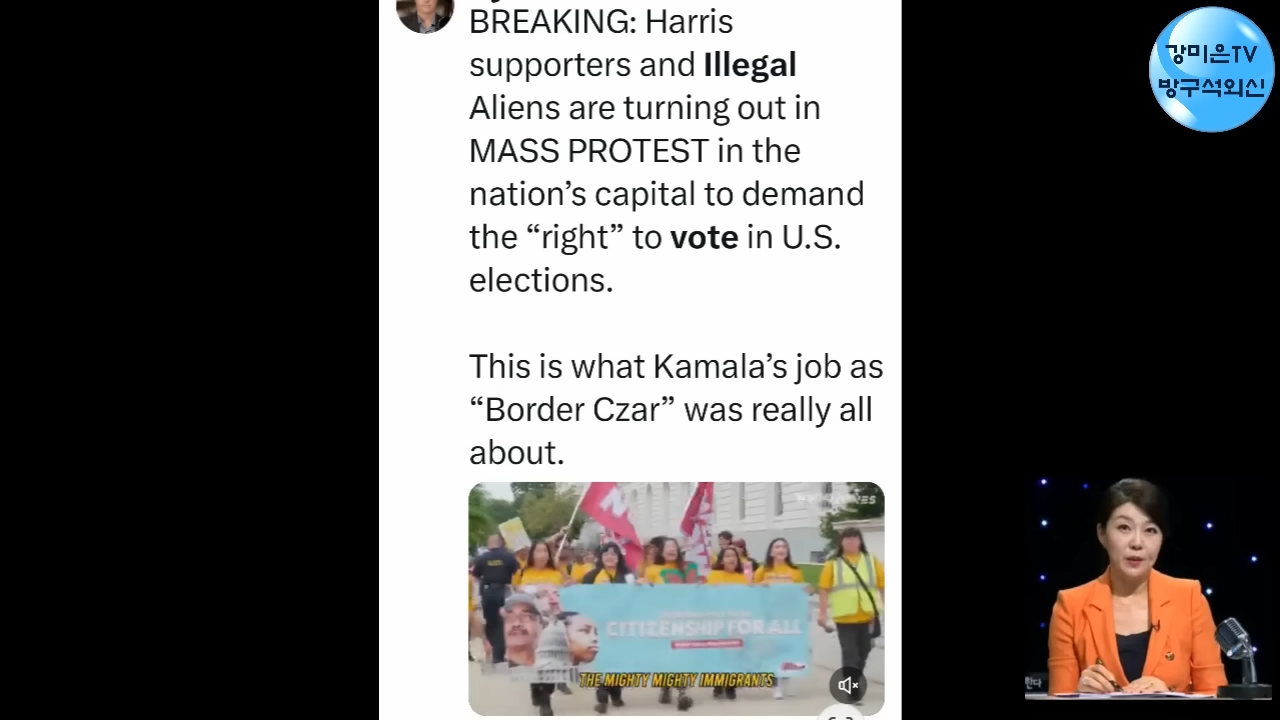 BREAKING: Harris
supporters and Illegal
Aliens are turning out in
MASS PROTEST in the
nation’s capital to demand
the “right” to vote in U.S.
elections.
This is what Kamala’s job as
“Border Czar” was really all
about.
CITIZENSHIP FOR ALL
THE MIGHTY MIGHTY IMMIGRANTS
강미은TV
방구석외신